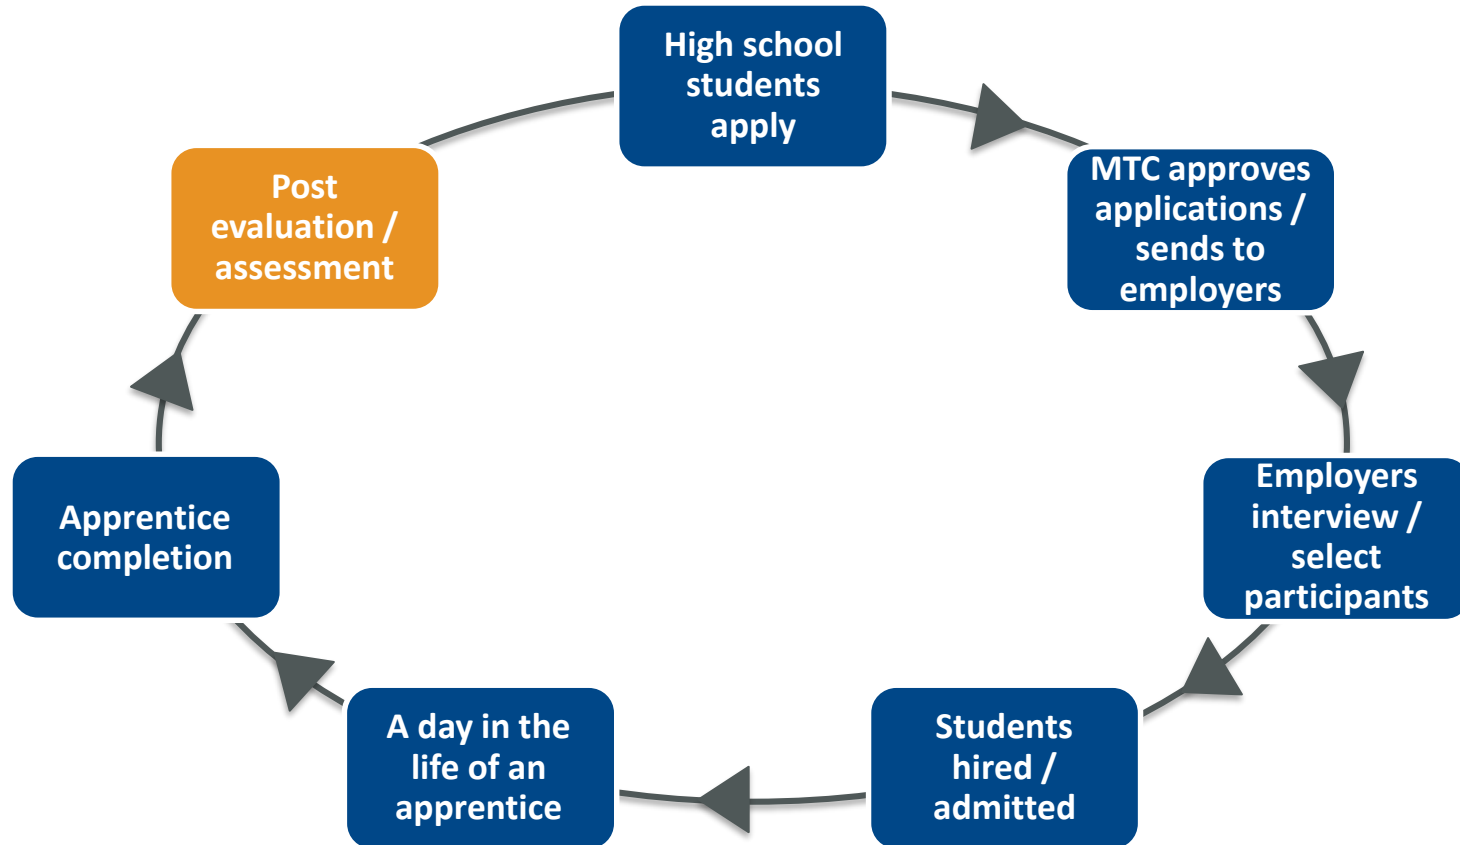 High school
students
apply
MTC approves
applications /
sends to
employers
Employers
interview /
select
participants
Students
hired /
admitted
A day in the
life of an
apprentice
Apprentice
completion
Post
evaluation /
assessment